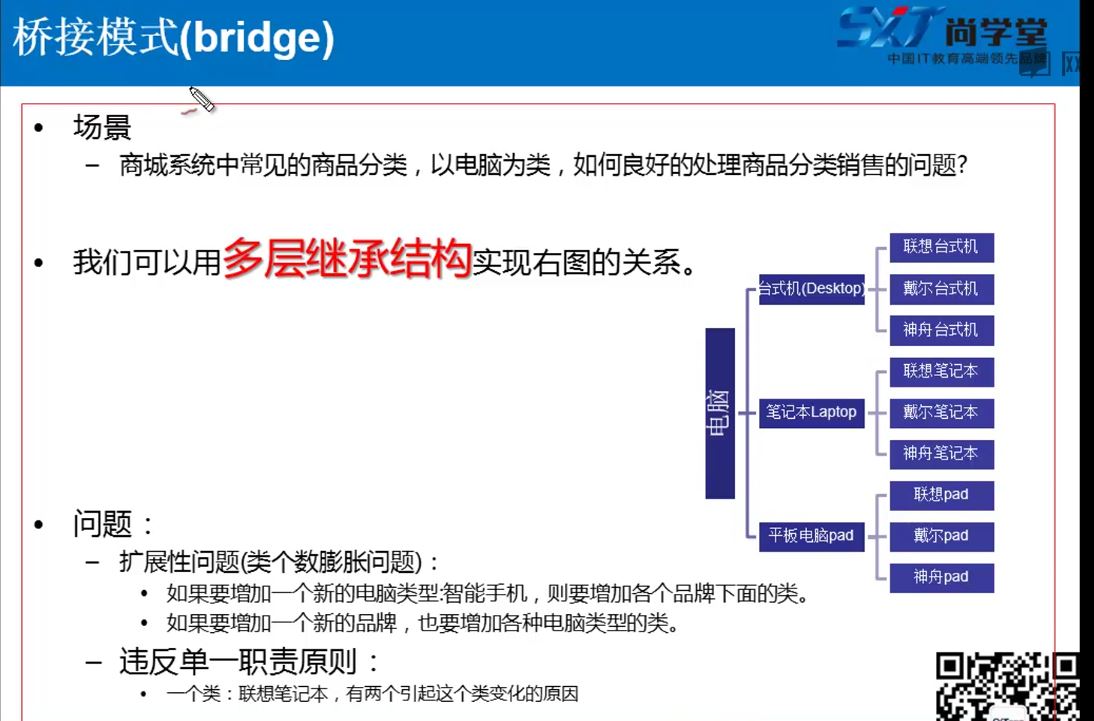 桥接模式(bridge)
SXT 尚学堂
中国IT教育高端领先品牌
• 场景
– 商城系统中常见的商品分类，以电脑为类，如何良好的处理商品分类销售的问题?
• 我们可以用多层继承结构实现右图的关系。
电脑
台式机(Desktop)
联想台式机
戴尔台式机
神舟台式机
笔记本Laptop
联想笔记本
戴尔笔记本
神舟笔记本
平板电脑pad
联想pad
戴尔pad
神舟pad
• 问题：
– 扩展性问题(类个数膨胀问题)：
• 如果要增加一个新的电脑类型:智能手机，则要增加各个品牌下面的类。
• 如果要增加一个新的品牌，也要增加各种电脑类型的类。
– 违反单一职责原则：
• 一个类：联想笔记本，有两个引起这个类变化的原因